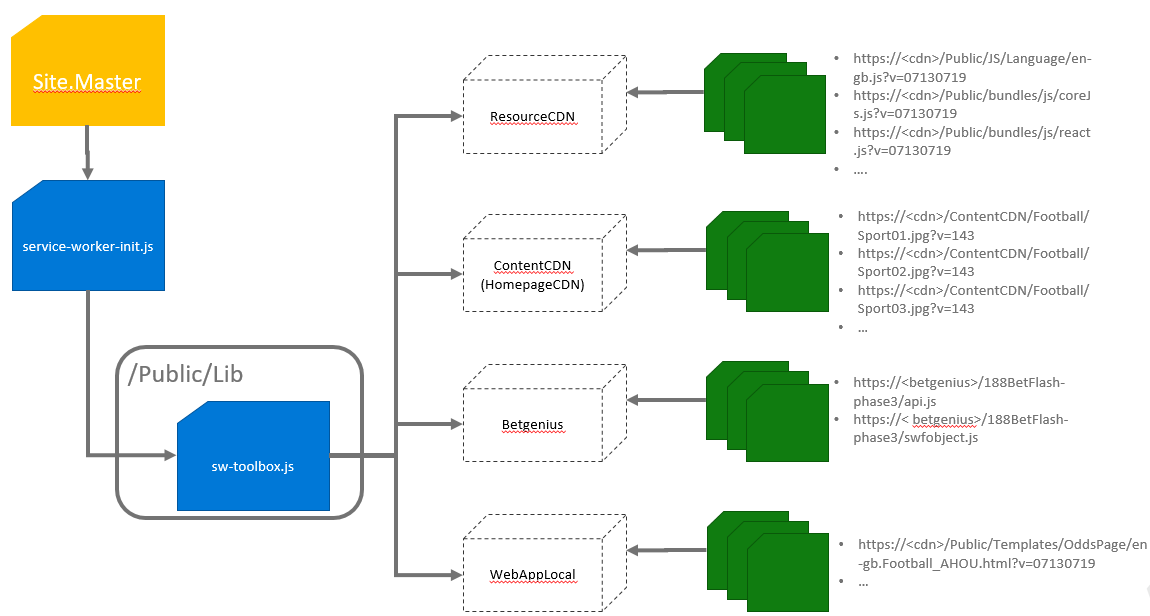 Site.Master
service-worker-init.js
/Public/Lib
sw-toolbox.js
ResourceCDN
• https://<cdn>/Public/JS/Language/en-
gb.js?v=07130719
• https://<cdn>/Public/bundles/js/coreJ
s.js?v=07130719
• https://<cdn>/Public/bundles/js/react
.js?v=07130719
• ....
ContentCDN
(HomepageCDN)
• https://<cdn>/ContentCDN/Football/
Sport01.jpg?v=143
• https://<cdn>/ContentCDN/Football/
Sport02.jpg?v=143
• https://<cdn>/ContentCDN/Football/
Sport03.jpg?v=143
• ...
Betgenius
• https://<betgenius>/188BetFlash-
phase3/api.js
• https://< betgenius>/188BetFlash-
phase3/swfobject.js
WebAppLocal
• https://<cdn>/Public/Templates/OddsPage/en
-gb.Football_AHOU.html?v=07130719
• ...